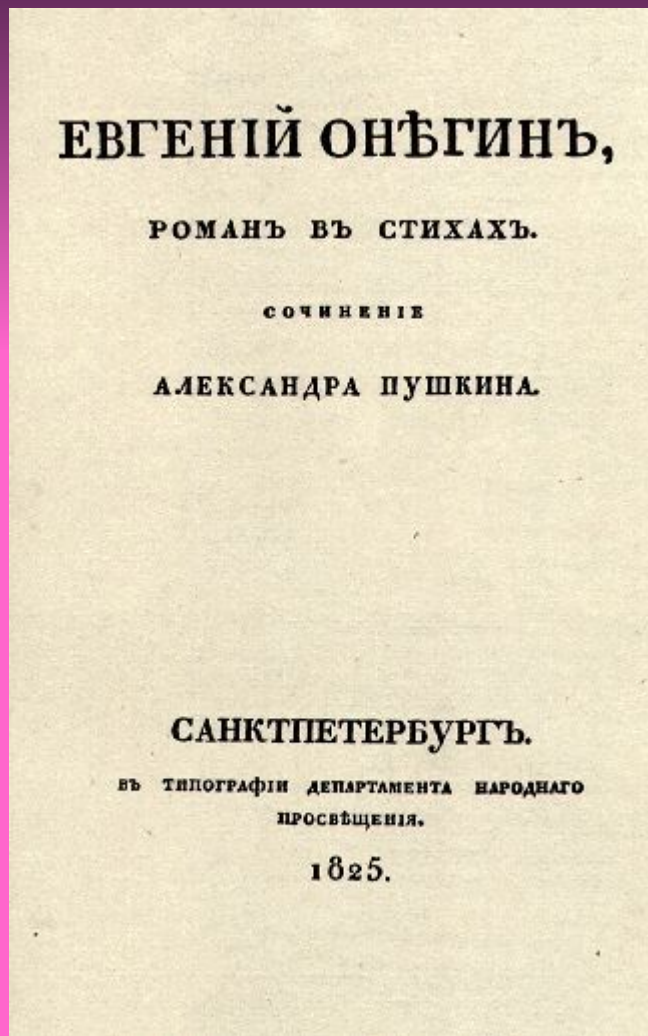 ЕВГЕНІЙ ОНѢГИНЪ,
РОМАНЪ ВЪ СТИХАХЪ.
СОЧИНЕНІЕ
АЛЕКСАНДРА ПУШКИНА.
САНКТПЕТЕРБУРГЪ.
ВЪ ТИПОГРАФІИ ДЕПАРТАМЕНТА НАРОДНАГО
ПРОСВѢЩЕНІЯ.
1825.